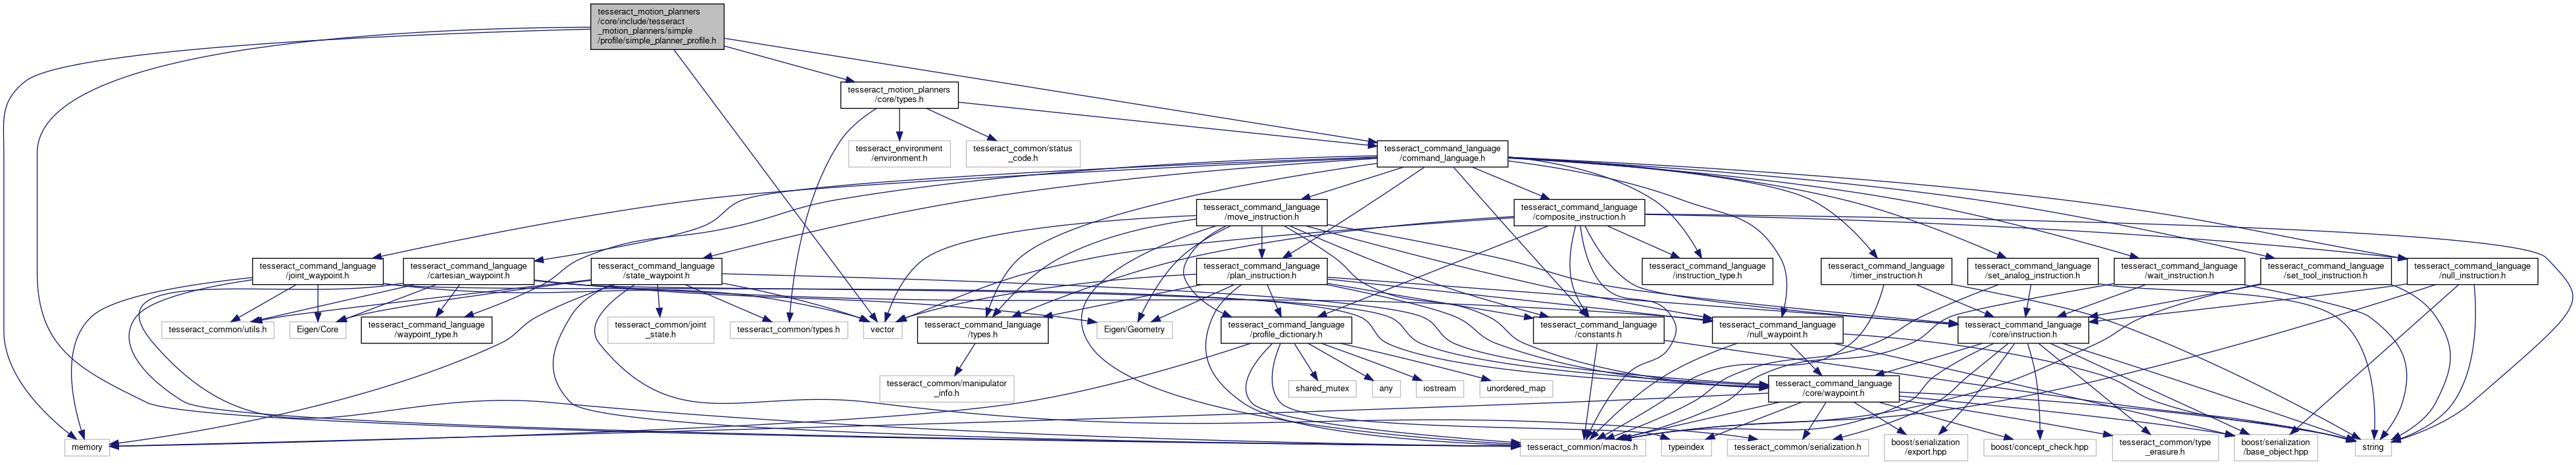 tesseract_motion_planners
/core/include/tesseract
_motion_planners/simple
/profile/simple_planner_profile.h
tesseract_motion_planners
/core/types.h
tesseract_environment
/environment.h
tesseract_common/status
_code.h
tesseract_command_language
/command_language.h
tesseract_command_language
/move_instruction.h
tesseract_command_language
/composite_instruction.h
tesseract_command_language
/joint_waypoint.h
tesseract_command_language
/cartesian_waypoint.h
tesseract_command_language
/state_waypoint.h
tesseract_command_language
/plan_instruction.h
tesseract_command_language
/instruction_type.h
tesseract_command_language
/timer_instruction.h
tesseract_command_language
/set_analog_instruction.h
tesseract_command_language
/wait_instruction.h
tesseract_command_language
/set_tool_instruction.h
tesseract_command_language
/null_instruction.h
tesseract_common/utils.h
Eigen/Core
tesseract_command_language
/waypoint_type.h
tesseract_common/joint
_state.h
tesseract_common/types.h
vector
tesseract_command_language
/types.h
Eigen/Geometry
tesseract_command_language
/profile_dictionary.h
tesseract_command_language
/constants.h
tesseract_command_language
/null_waypoint.h
tesseract_command_language
/core/instruction.h
tesseract_common/manipulator
_info.h
shared_mutex
any
iostream
unordered_map
tesseract_command_language
/core/waypoint.h
memory
tesseract_common/macros.h
typeindex
tesseract_common/serialization.h
boost/serialization
/export.hpp
boost/concept_check.hpp
tesseract_common/type
_erasure.h
boost/serialization
/base_object.hpp
string